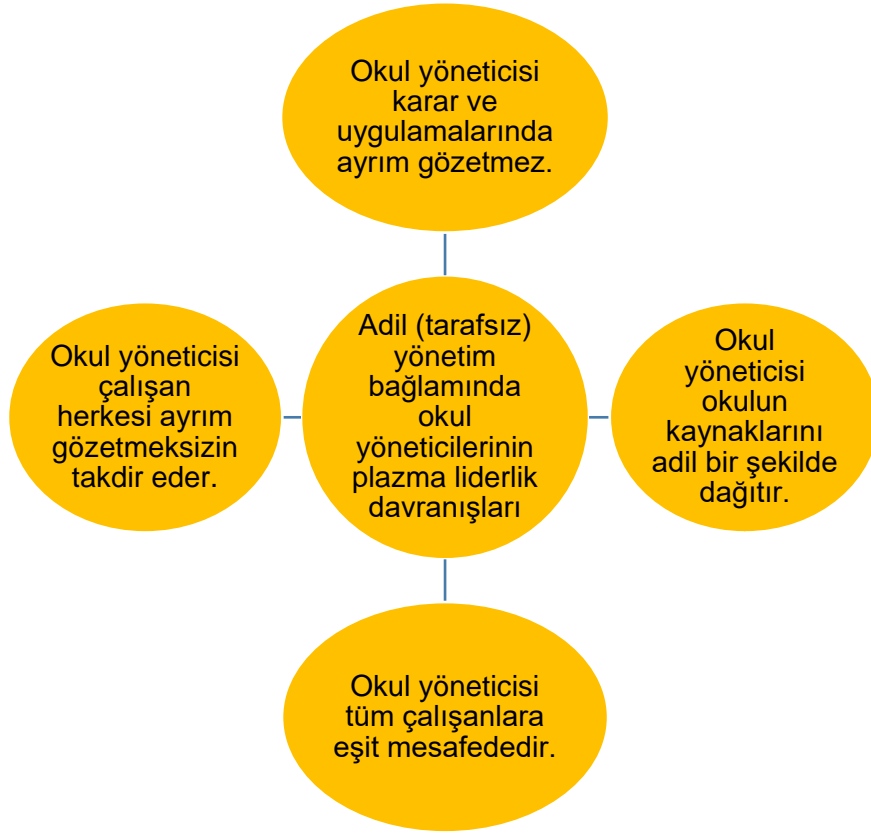 Okul yöneticisi
karar ve
uygulamalarında
ayrım gözetmez.
Okul yöneticisi
çalışan
herkesi ayrım
gözetmeksizin
takdir eder.
Adil (tarafsız)
yönetim
bağlamında
okul
yöneticilerinin
plazma liderlik
davranışları
Okul
yöneticisi
okulun
kaynaklarını
adil bir şekilde
dağıtır.
Okul yöneticisi
tüm çalışanlara
eşit mesafededir.